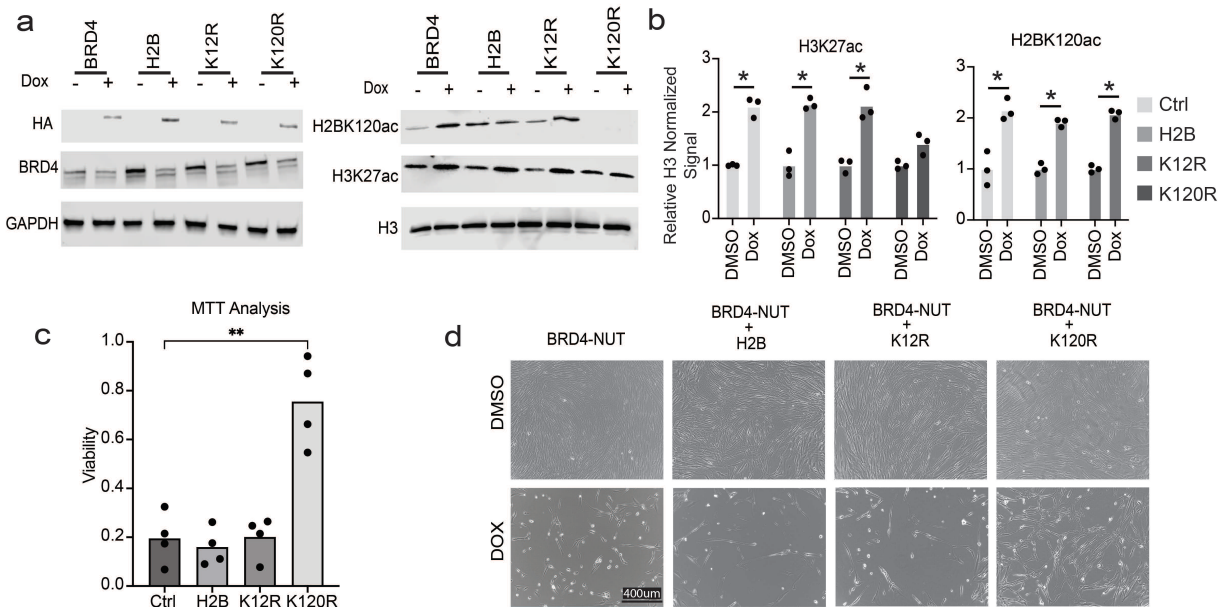 a
BRD4
H2B
K12R
K120R
Dox - + - + - + - +
HA
BRD4
GAPDH
BRD4
H2B
K12R
K120R
Dox - + - + - + - +
H2BK120ac
H3K27ac
H3
b
H3K27ac
Relative H3 Normalized
Signal
3
2
1
0
* * *
DMSO Dox DMSO Dox DMSO Dox DMSO Dox
H2BK120ac
3
2
1
0
* * *
DMSO Dox DMSO Dox DMSO Dox
Ctrl
H2B
K12R
K120R
c
MTT Analysis
**
Viability
1.0
0.8
0.6
0.4
0.2
0.0
Ctrl H2B K12R K120R
d
BRD4-NUT
BRD4-NUT
+
H2B
BRD4-NUT
+
K12R
BRD4-NUT
+
K120R
DMSO
DOX
400um